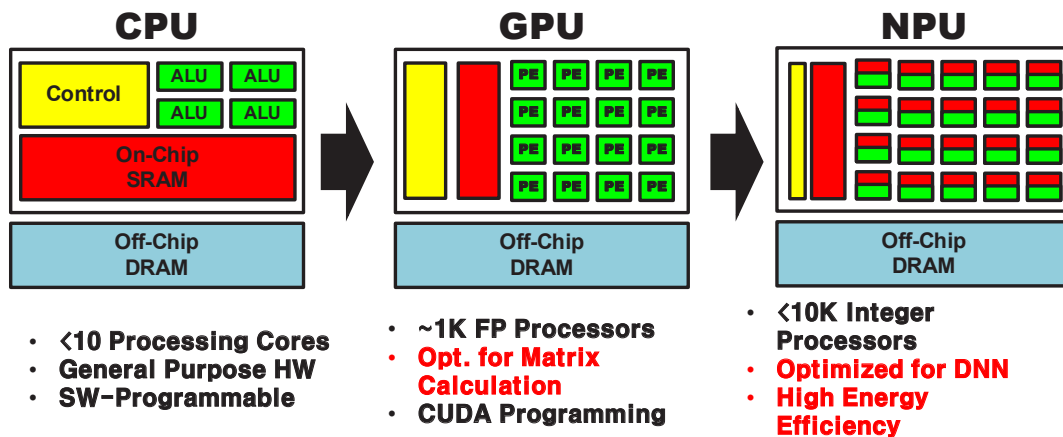 CPU
Control
ALU ALU
ALU ALU
On-Chip
SRAM
Off-Chip
DRAM
• <10 Processing Cores
• General Purpose HW
• SW-Programmable
GPU
PE PE PE PE
PE PE PE PE
PE PE PE PE
PE PE PE PE
Off-Chip
DRAM
• ~1K FP Processors
• Opt. for Matrix
Calculation
• CUDA Programming
NPU
Off-Chip
DRAM
• <10K Integer
Processors
• Optimized for DNN
• High Energy
Efficiency